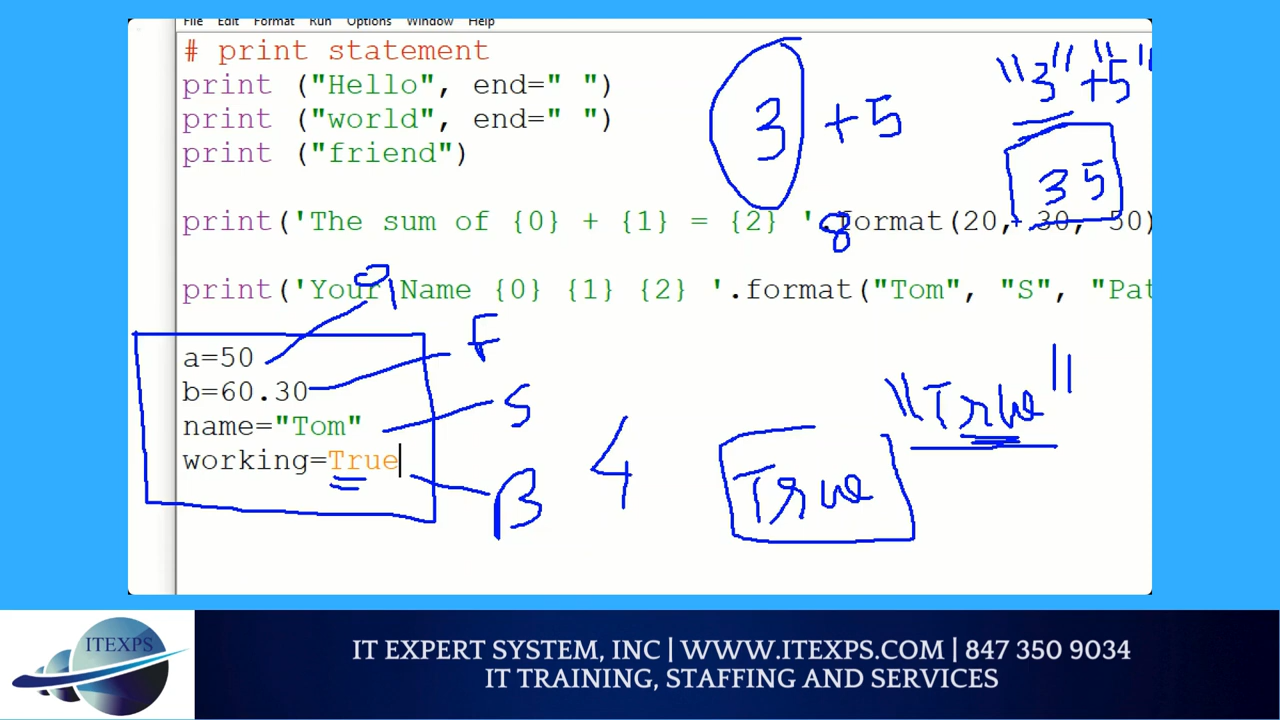 File Edit Format Run Options Window Help
# print statement
print ("Hello", end=" ")
print ("world", end=" ")
print ("friend")
3 + 5
"3" + "5"
35
print('The sum of {0} + {1} = {2} '.format(20, 30, 50)
8
print('Your Name {0} {1} {2} '.format("Tom", "S", "Pat
a=50
b=60.30
name="Tom"
working=True
F
S
B
4
"True"
True
ITEXPS
IT EXPERT SYSTEM, INC | WWW.ITEXPS.COM | 847 350 9034
IT TRAINING, STAFFING AND SERVICES